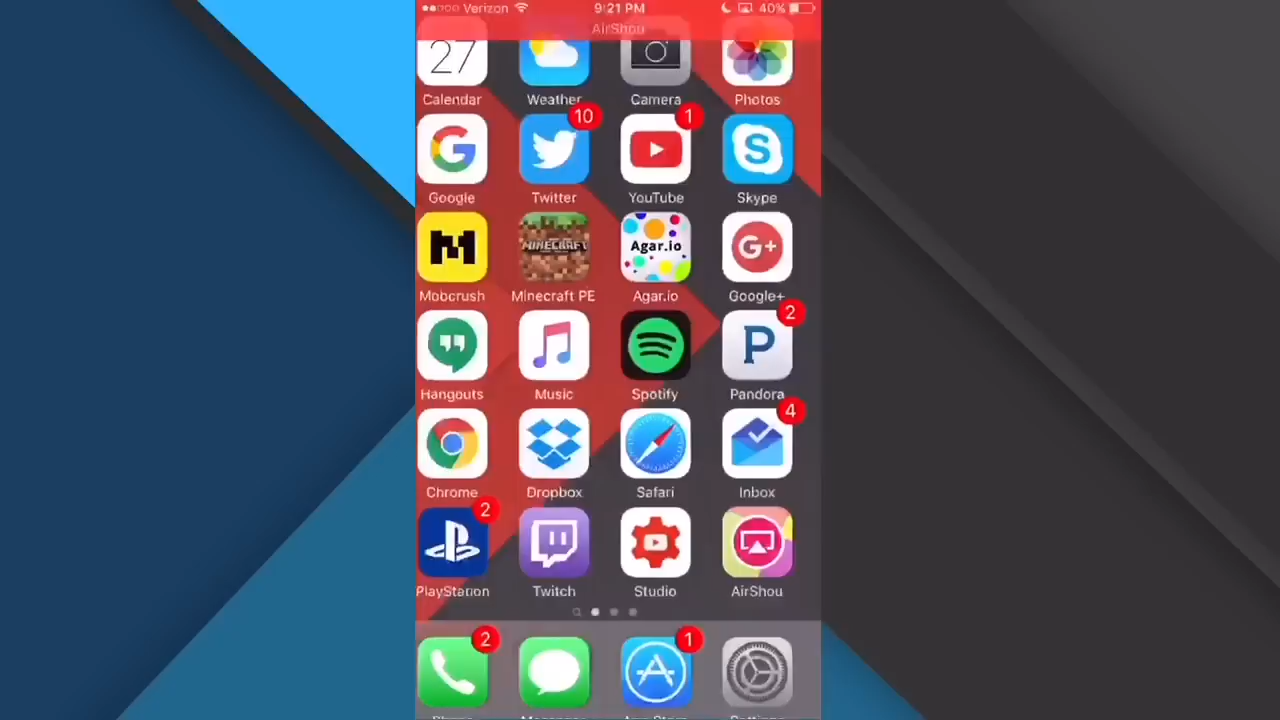 Verizon 9:21 PM 40%
AirShou
27
Calendar Weather Camera Photos
10 1
G S
Google Twitter YouTube Skype
M MINECRAFT Agar.io G+
Mobcrush Minecraft PE Agar.io Google+
2
P
Hangouts Music Spotify Pandora
4
Chrome Dropbox Safari Inbox
2
PlayStation Twitch Studio AirShou
2 1